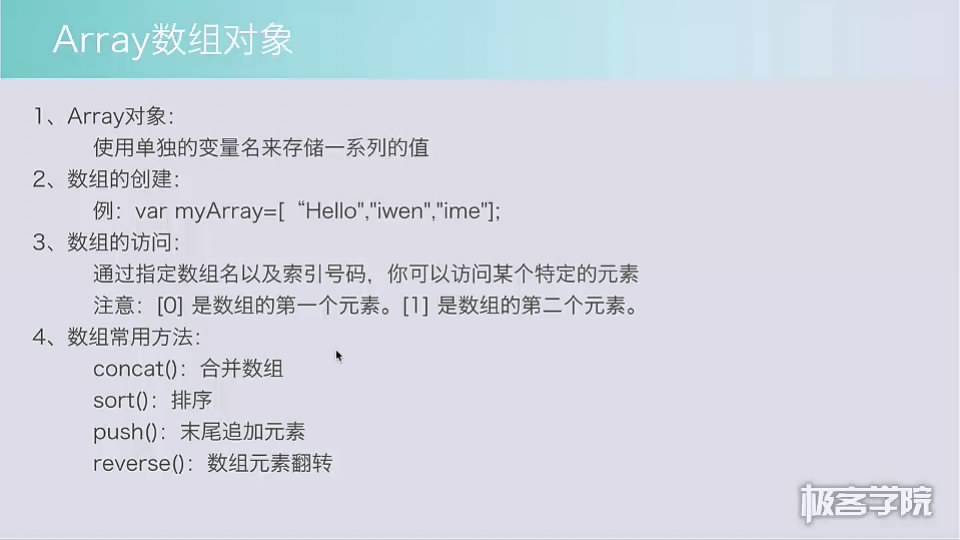 Array数组对象
1、Array对象：
使用单独的变量名来存储一系列的值
2、数组的创建：
例：var myArray=[“Hello","iwen","ime"];
3、数组的访问：
通过指定数组名以及索引号码，你可以访问某个特定的元素
注意：[0] 是数组的第一个元素。[1] 是数组的第二个元素。
4、数组常用方法：
concat()：合并数组
sort()：排序
push()：末尾追加元素
reverse()：数组元素翻转
极客学院